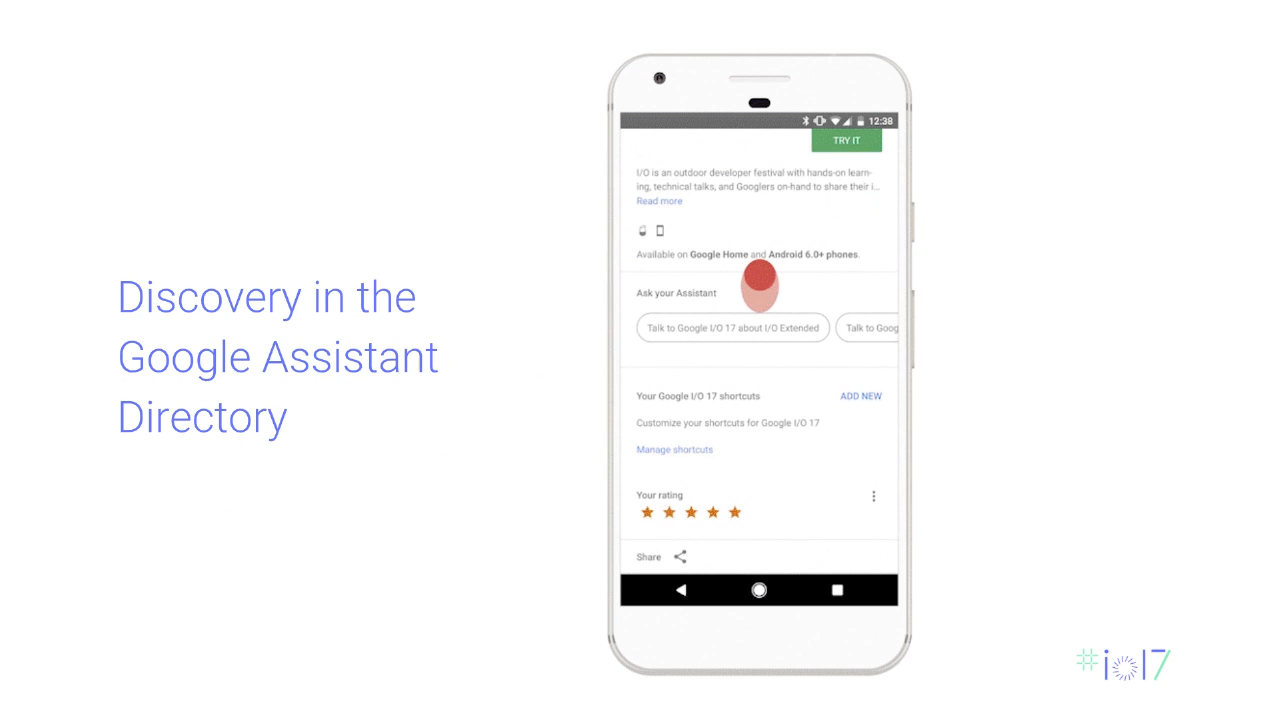 Discovery in the
Google Assistant
Directory
12:38
TRY IT
I/O is an outdoor developer festival with hands-on learn-
ing, technical talks, and Googlers on-hand to share their i...
Read more
Available on Google Home and Android 6.0+ phones.
Ask your Assistant
Talk to Google I/O 17 about I/O Extended
Talk to Goog
Your Google I/O 17 shortcuts
ADD NEW
Customize your shortcuts for Google I/O 17
Manage shortcuts
Your rating
Share
#io17